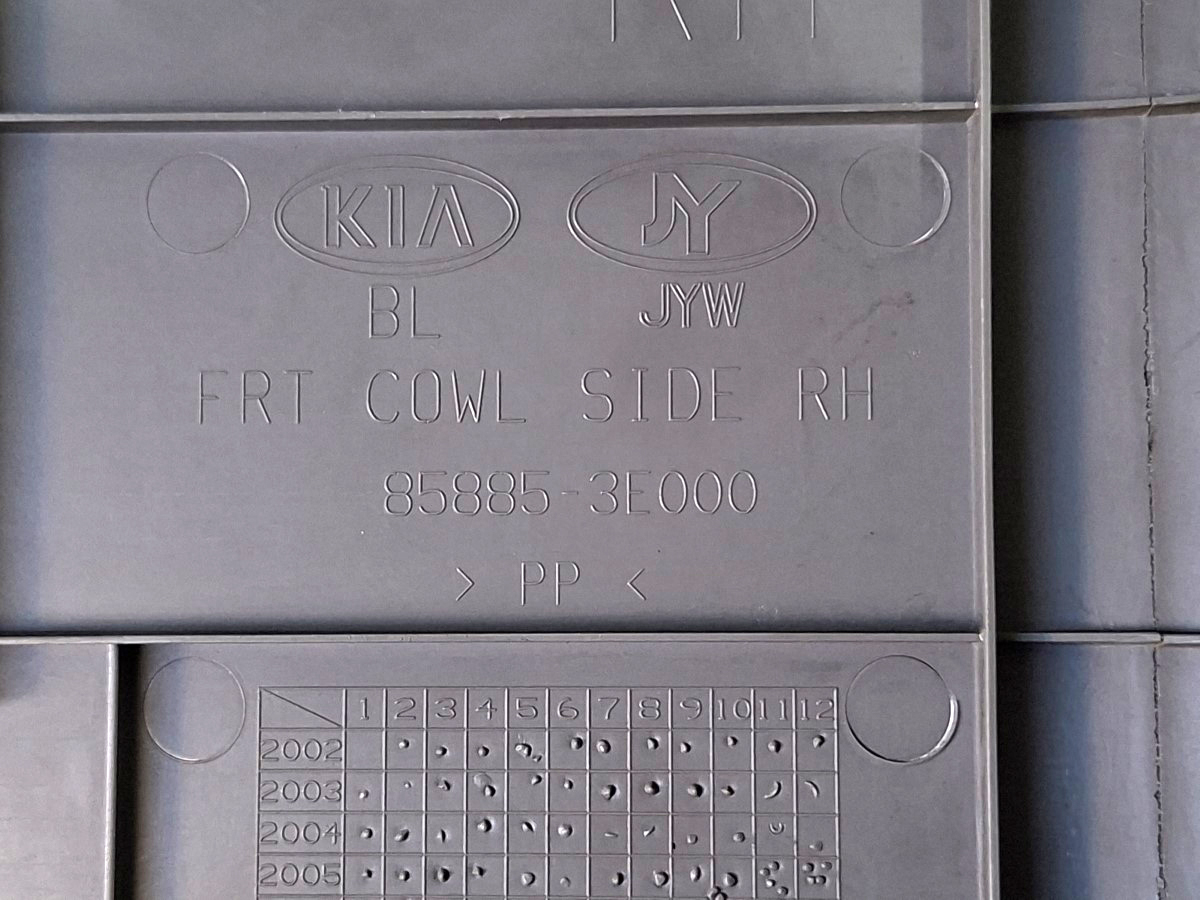 KIA JY
BL JYW
FRT COWL SIDE RH
85885-3E000
> PP <
1 2 3 4 5 6 7 8 9 10 11 12
2002
2003
2004
2005